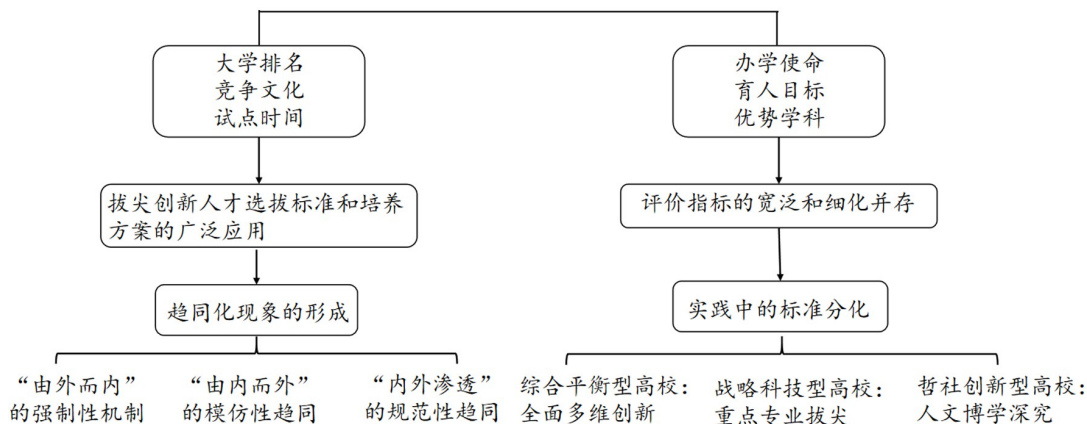 大学排名
竞争文化
试点时间
办学使命
育人目标
优势学科
拔尖创新人才选拔标准和培养
方案的广泛应用
评价指标的宽泛和细化并存
趋同化现象的形成
实践中的标准分化
“由外而内”
的强制性机制
“由内而外”
的模仿性趋同
“内外渗透”
的规范性趋同
综合平衡型高校：
全面多维创新
战略科技型高校：
重点专业拔尖
哲社创新型高校：
人文博学深究